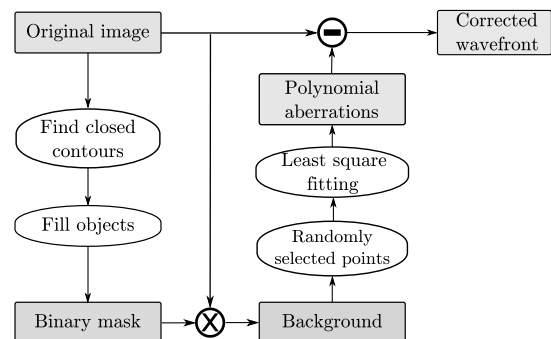 Original image
Corrected
wavefront
Polynomial
aberrations
Find closed
contours
Least square
fitting
Fill objects
Randomly
selected points
Binary mask
X
Background